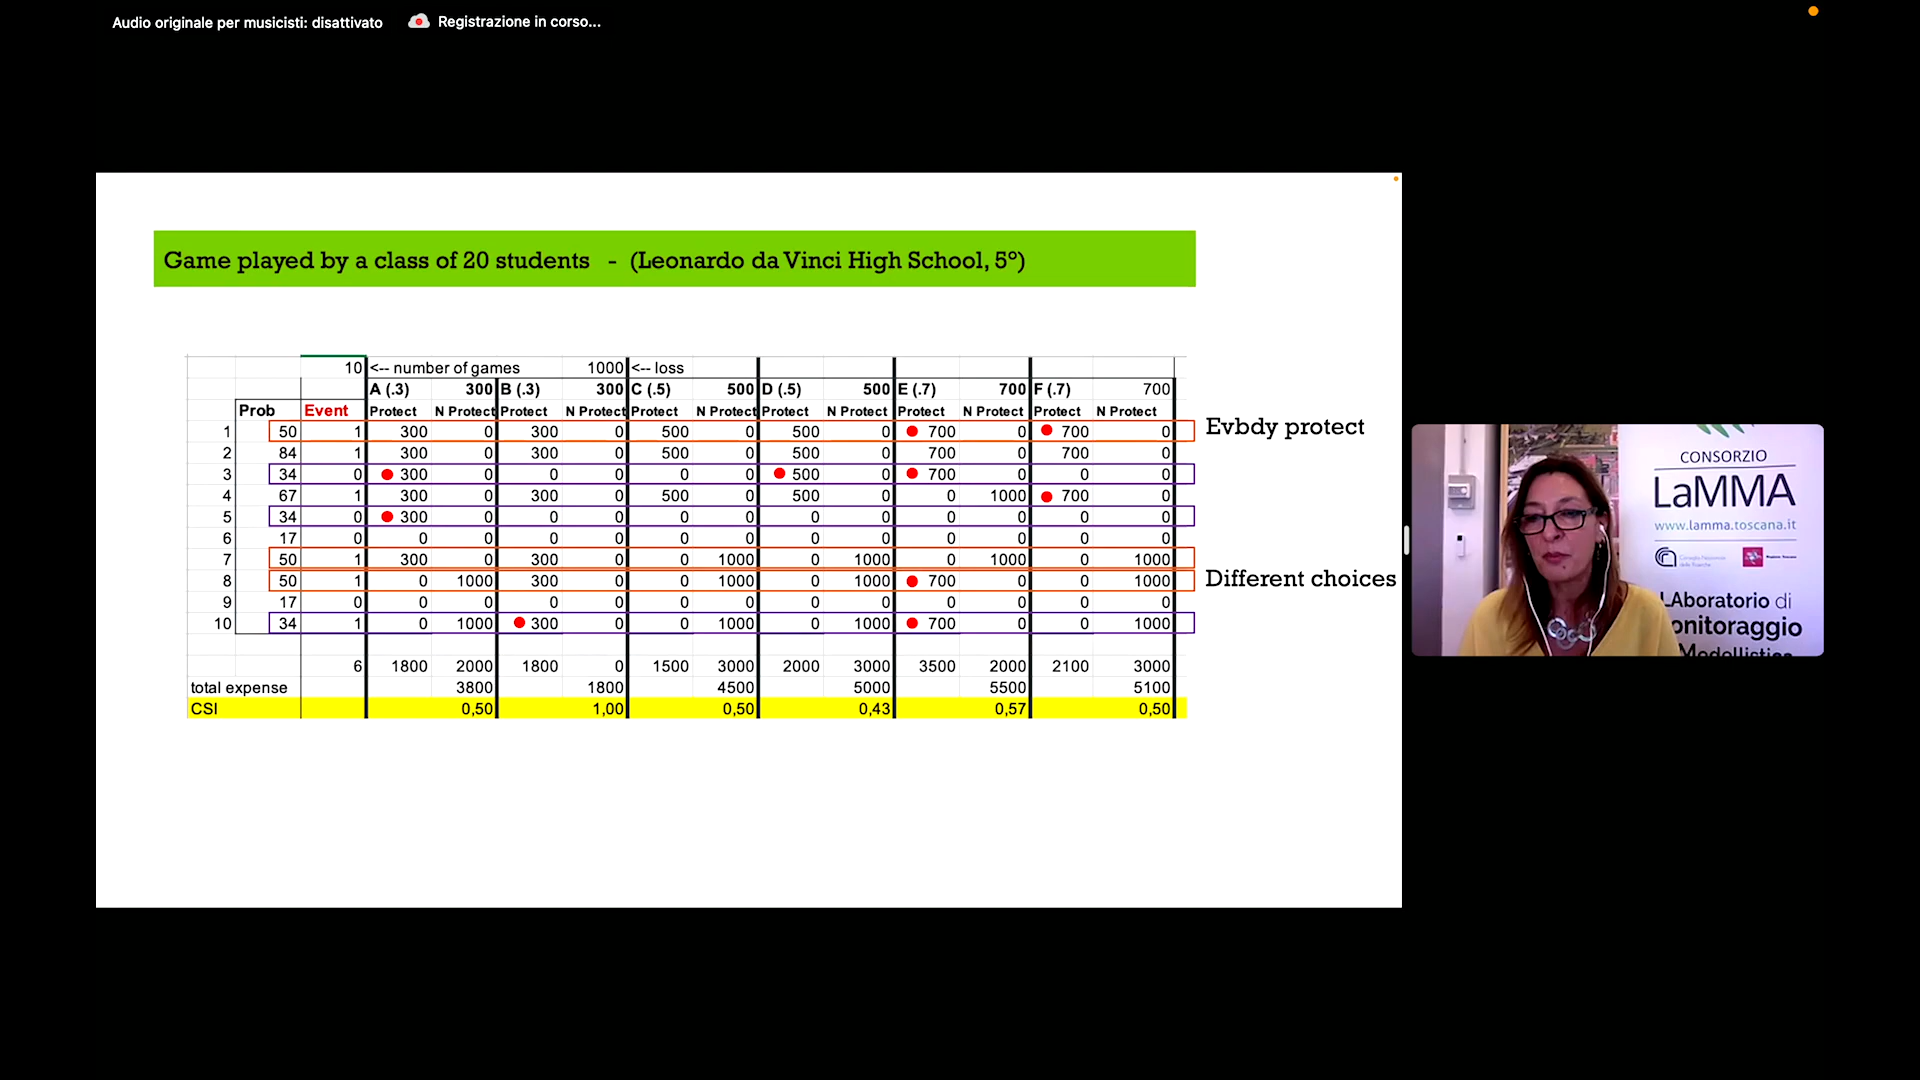 Audio originale per musicisti: disattivato Registrazione in corso...
Game played by a class of 20 students - (Leonardo da Vinci High School, 5°)
10 <-- number of games 1000 <-- loss
A (.3) 300 B (.3) 300 C (.5) 500 D (.5) 500 E (.7) 700 F (.7) 700
Prob Event Protect N Protect Protect N Protect Protect N Protect Protect N Protect Protect N Protect Protect N Protect
1 50 1 300 0 300 0 500 0 500 0 700 0 700 0
Evbdy protect
2 84 1 300 0 300 0 500 0 500 0 700 0 700 0
3 34 0 300 0 0 0 0 0 500 0 700 0 0 0
4 67 1 300 0 300 0 500 0 500 0 0 1000 700 0
5 34 0 300 0 0 0 0 0 0 0 0 0 0 0
6 17 0 0 0 0 0 0 0 0 0 0 0 0 0
7 50 1 300 0 300 0 0 1000 0 1000 0 1000 0 1000
8 50 1 0 1000 300 0 0 1000 0 1000 700 0 0 1000
Different choices
9 17 0 0 0 0 0 0 0 0 0 0 0 0 0
10 34 1 0 1000 300 0 0 1000 0 1000 700 0 0 1000
6 1800 2000 1800 0 1500 3000 2000 3000 3500 2000 2100 3000
total expense 3800 1800 4500 5000 5500 5100
CSI 0,50 1,00 0,50 0,43 0,57 0,50
CONSORZIO
LaMMA
www.lamma.toscana.it
LAboratorio di
onitoraggio
Modellistica